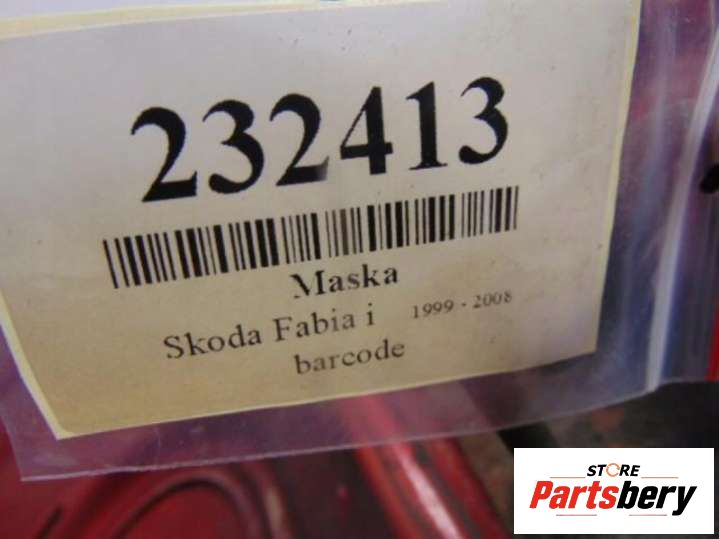 232413
Maska
Skoda Fabia i 1999 - 2008
barcode
STORE
Partsbery